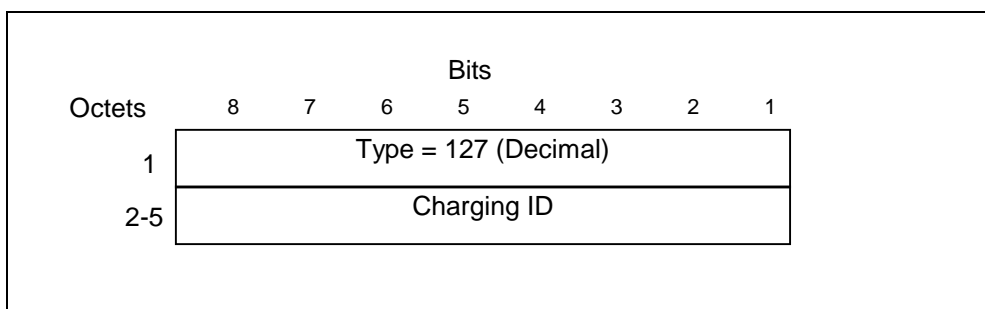 Bits
Octets 8 7 6 5 4 3 2 1
1 Type = 127 (Decimal)
2-5 Charging ID